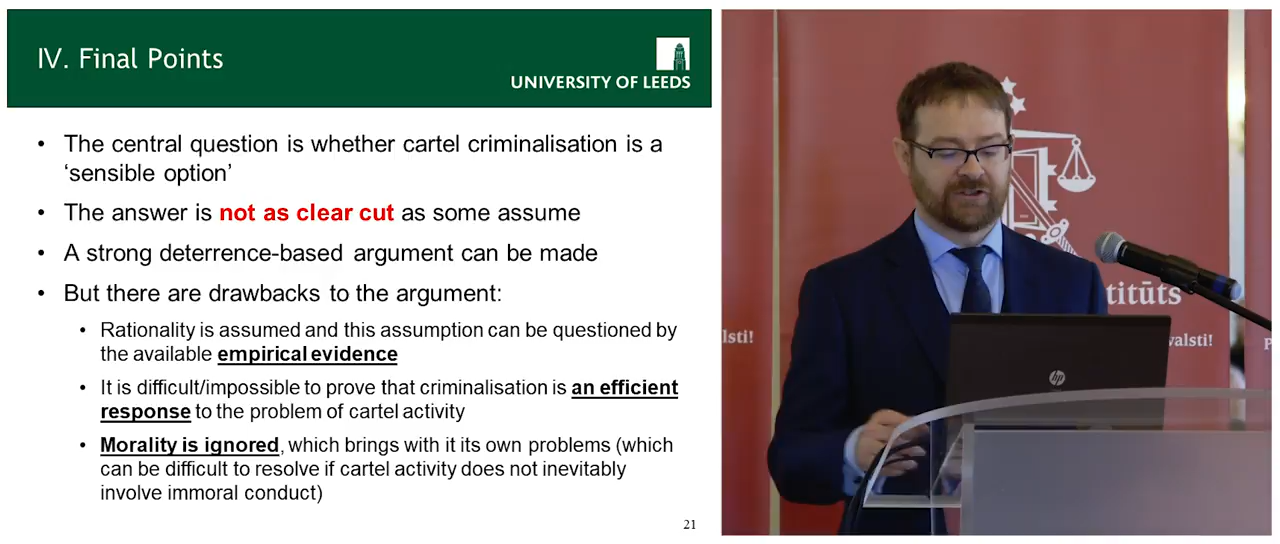 IV. Final Points
UNIVERSITY OF LEEDS
• The central question is whether cartel criminalisation is a
‘sensible option’
• The answer is not as clear cut as some assume
• A strong deterrence-based argument can be made
• But there are drawbacks to the argument:
• Rationality is assumed and this assumption can be questioned by
the available empirical evidence
• It is difficult/impossible to prove that criminalisation is an efficient
response to the problem of cartel activity
• Morality is ignored, which brings with it its own problems (which
can be difficult to resolve if cartel activity does not inevitably
involve immoral conduct)
21
titūts
lsti!
valsti!
P
hp